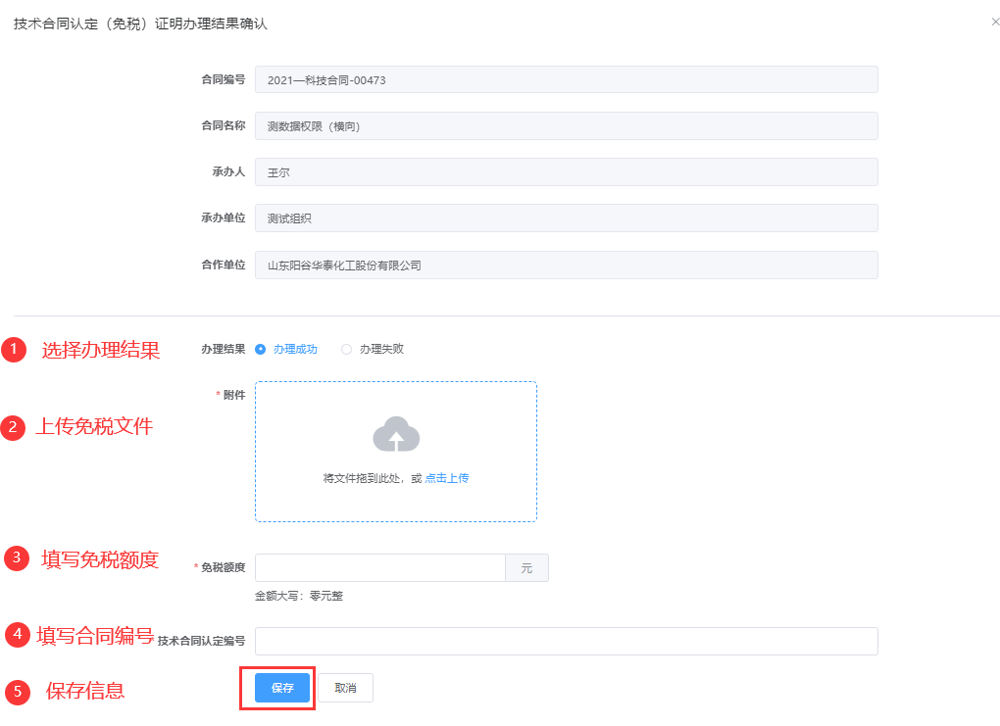 技术合同认定（免税）证明办理结果确认
合同编号 2021—科技合同-00473
合同名称 测数据权限（横向）
承办人 王尔
承办单位 测试组织
合作单位 山东阳谷华泰化工股份有限公司
1 选择办理结果 办理结果 办理成功 办理失败
* 附件
2 上传免税文件
将文件拖到此处，或 点击上传
3 填写免税额度 * 免税额度 元
金额大写：零元整
4 填写合同编号 * 技术合同认定编号
5 保存信息 保存 取消